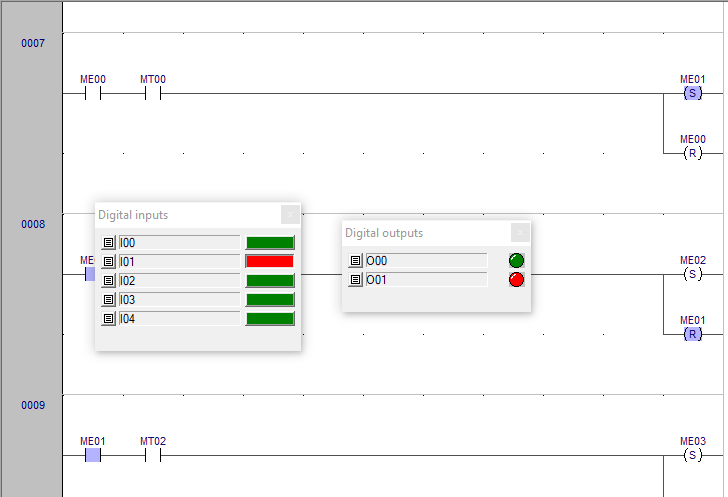 0007
ME00 MT00 ME01
S
ME00
R
0008
Digital inputs
x
I00
I01
I02
I03
I04
Digital outputs
x
O00
O01
ME02
S
ME01
R
0009
ME01 MT02 ME03
S